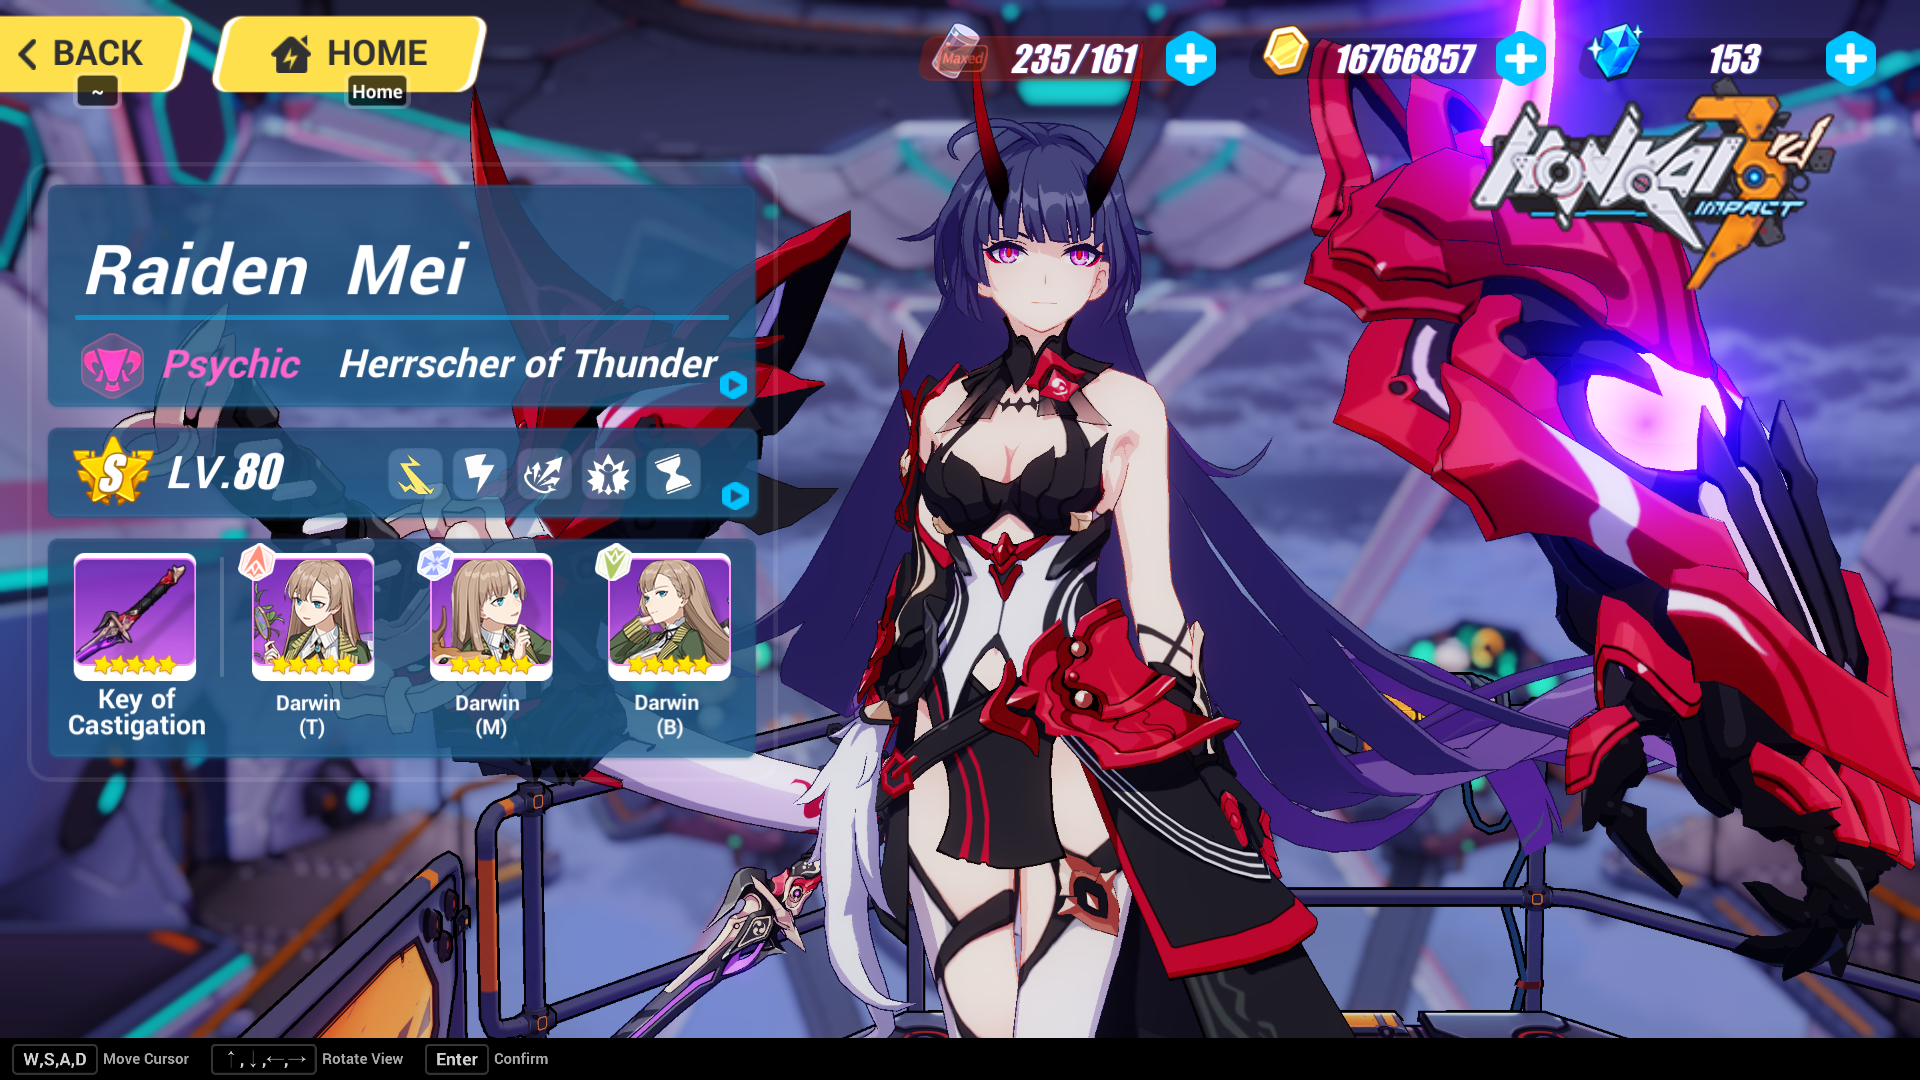 BACK
~
HOME
Home
Maxed
235/161
16766857
153
HONKAI 3rd
IMPACT
Raiden Mei
Psychic
Herrscher of Thunder
S
LV.80
Key of
Castigation
Darwin
(T)
Darwin
(M)
Darwin
(B)
W,S,A,D Move Cursor
↑,↓,←,→ Rotate View
Enter Confirm